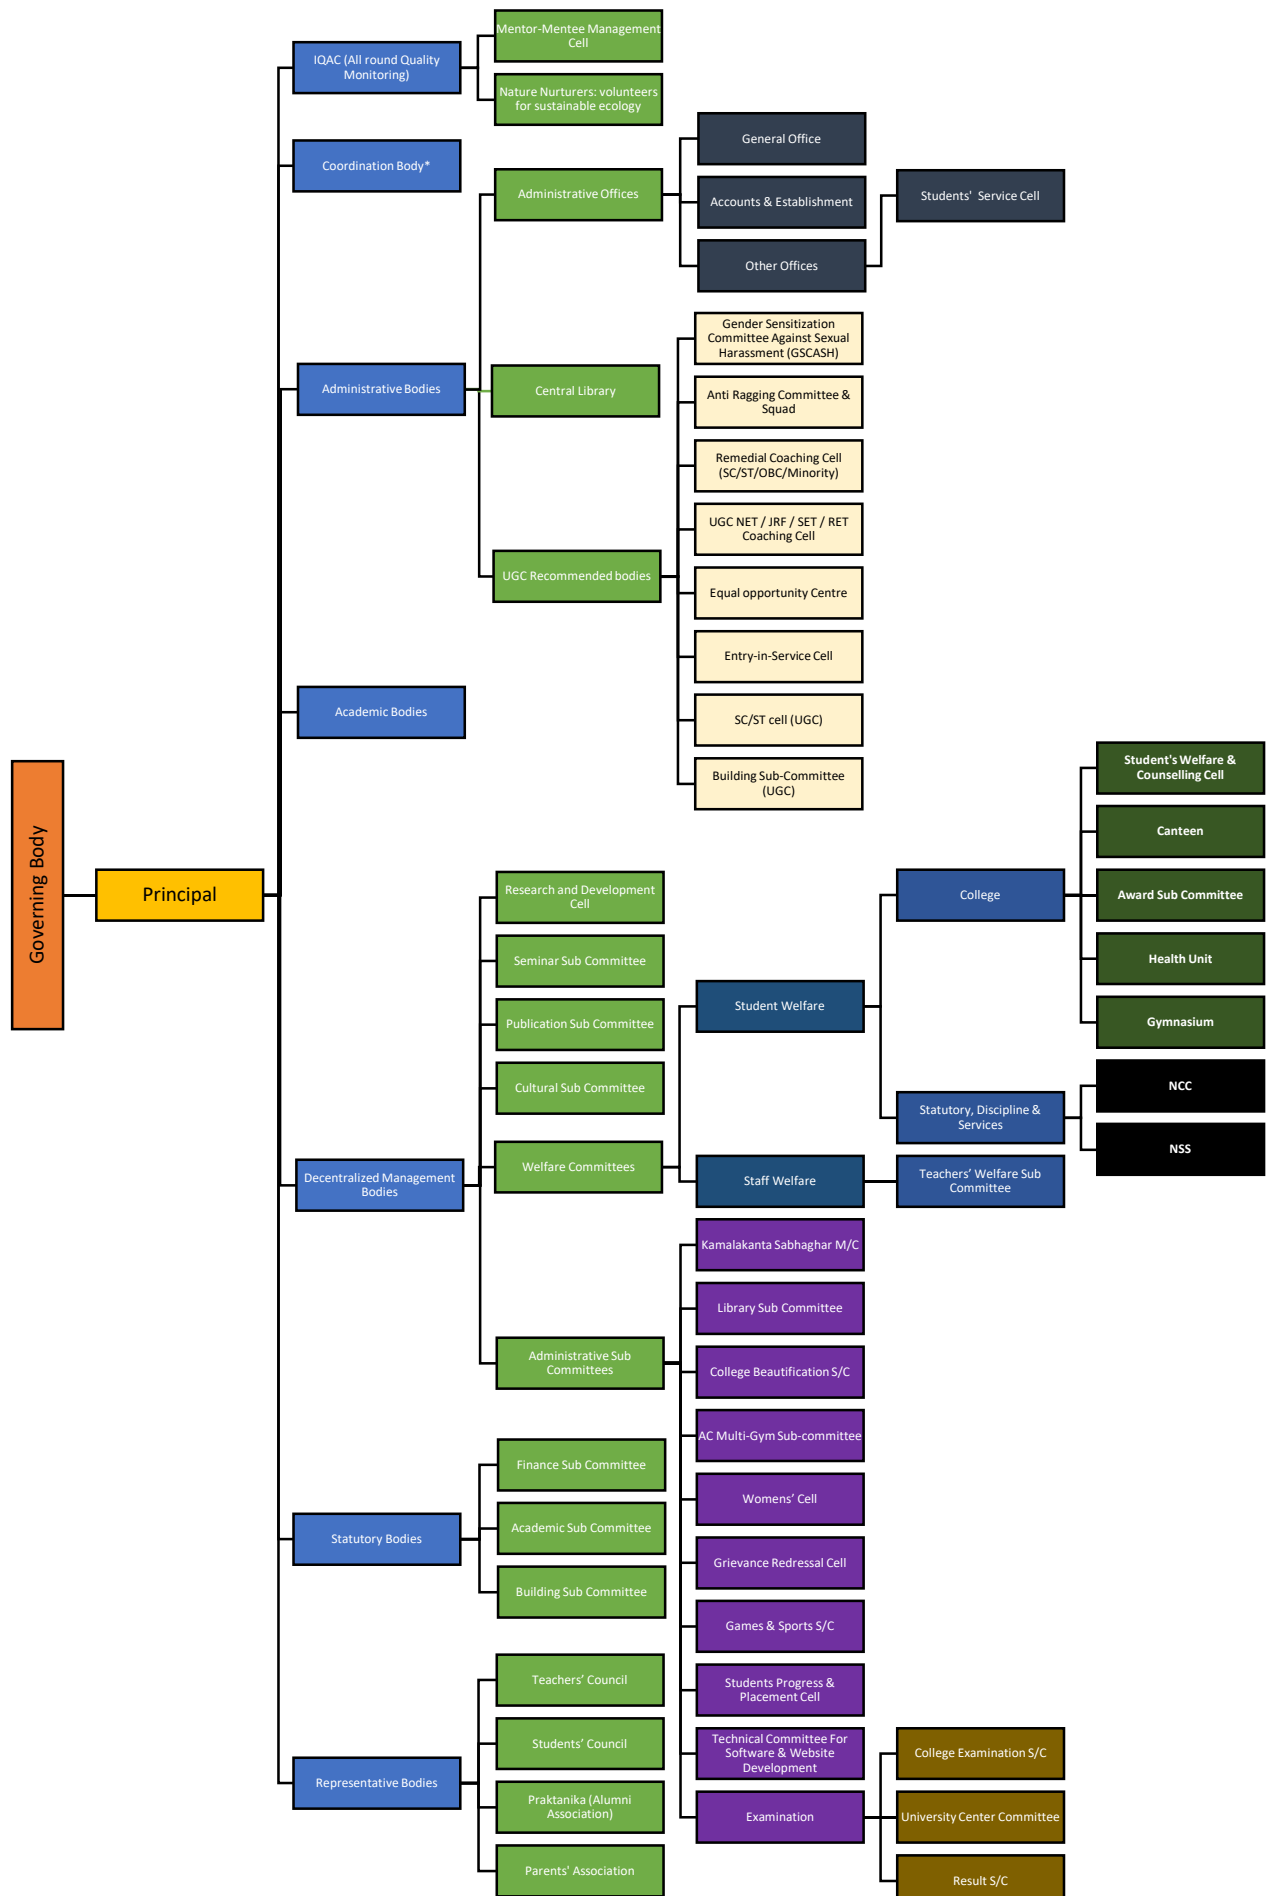 Governing Body
Principal
IQAC (All round Quality
Monitoring)
Mentor-Mentee Management
Cell
Nature Nurturers: volunteers
for sustainable ecology
Coordination Body*
Administrative Bodies
Administrative Offices
General Office
Accounts & Establishment
Other Offices
Students' Service Cell
Central Library
UGC Recommended bodies
Gender Sensitization
Committee Against Sexual
Harassment (GSCASH)
Anti Ragging Committee &
Squad
Remedial Coaching Cell
(SC/ST/OBC/Minority)
UGC NET / JRF / SET / RET
Coaching Cell
Equal opportunity Centre
Entry-in-Service Cell
SC/ST cell (UGC)
Building Sub-Committee
(UGC)
Academic Bodies
Decentralized Management
Bodies
Research and Development
Cell
Seminar Sub Committee
Publication Sub Committee
Cultural Sub Committee
Welfare Committees
Student Welfare
College
Student's Welfare &
Counselling Cell
Canteen
Award Sub Committee
Health Unit
Gymnasium
Statutory, Discipline &
Services
NCC
NSS
Staff Welfare
Teachers’ Welfare Sub
Committee
Administrative Sub
Committees
Kamalakanta Sabhaghar M/C
Library Sub Committee
College Beautification S/C
AC Multi-Gym Sub-committee
Womens’ Cell
Grievance Redressal Cell
Games & Sports S/C
Students Progress &
Placement Cell
Technical Committee For
Software & Website
Development
Examination
College Examination S/C
University Center Committee
Result S/C
Statutory Bodies
Finance Sub Committee
Academic Sub Committee
Building Sub Committee
Representative Bodies
Teachers’ Council
Students’ Council
Praktanika (Alumni
Association)
Parents' Association